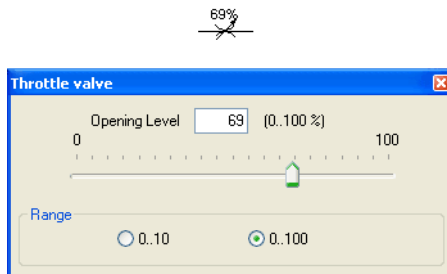 69%
Throttle valve
Opening Level 69 (0..100 %)
0 100
Range
0..10 0..100